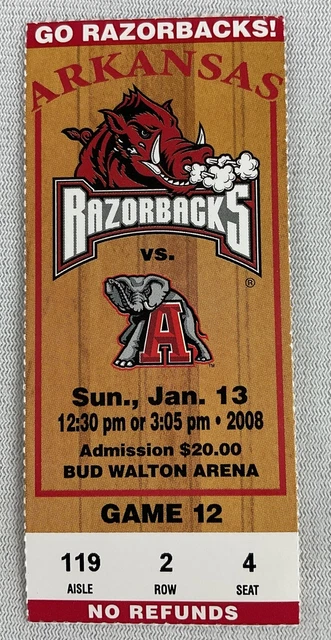 GO RAZORBACKS!
ARKANSAS
RAZORBACKS
®
vs.
A
™
Sun., Jan. 13
12:30 pm or 3:05 pm • 2008
Admission $20.00
BUD WALTON ARENA
GAME 12
119 2 4
AISLE ROW SEAT
NO REFUNDS